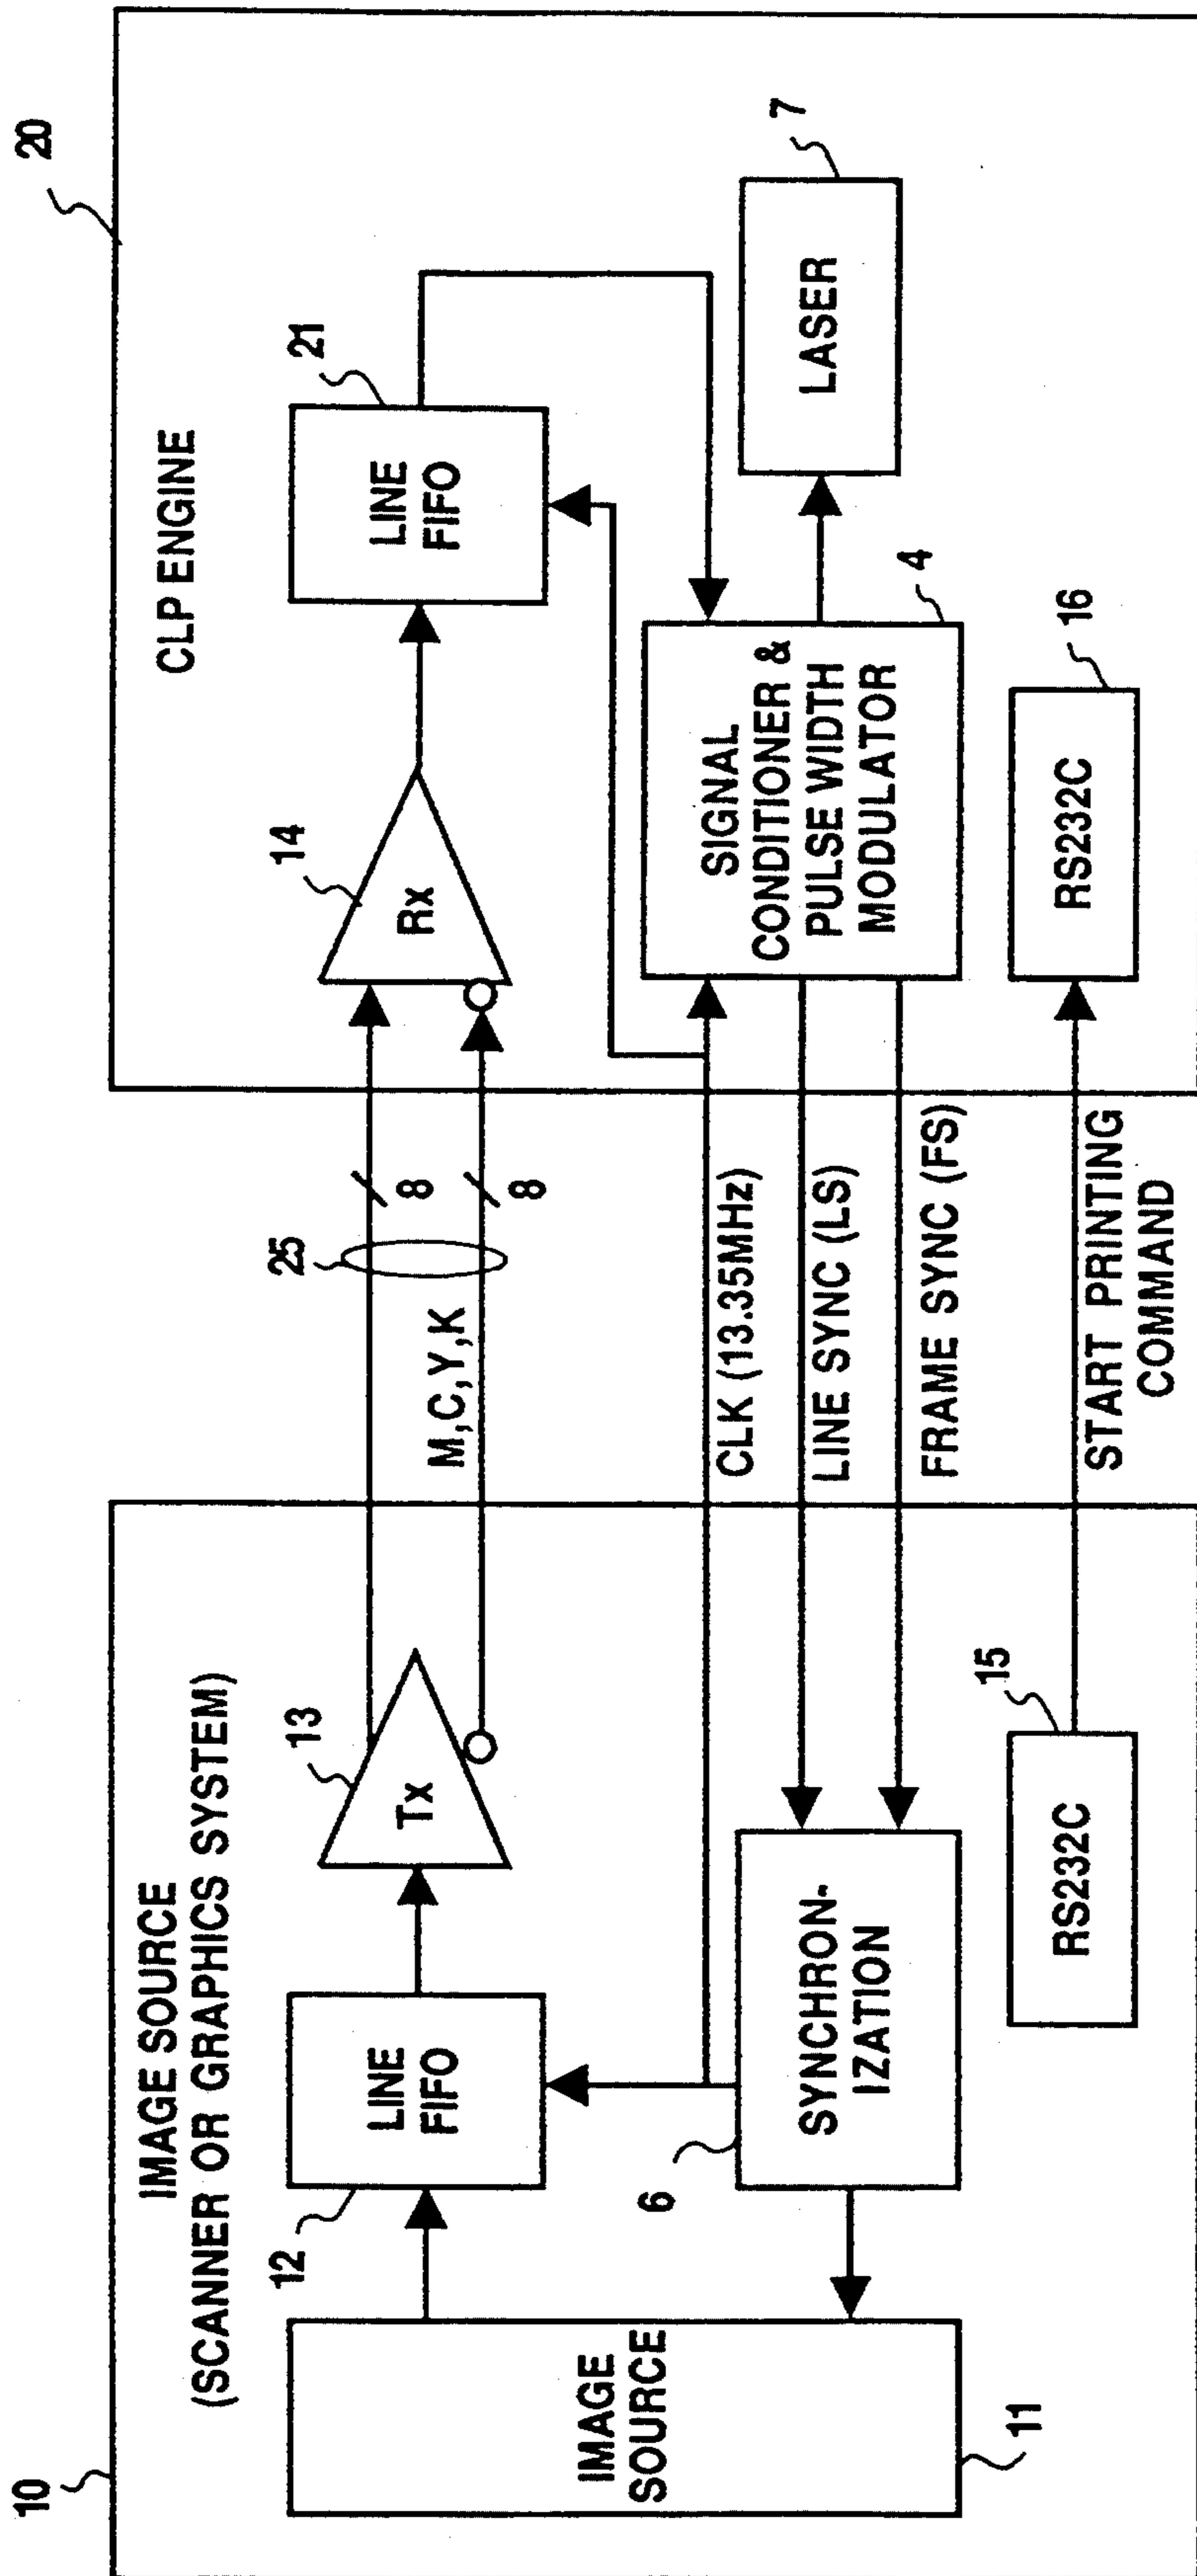 10
IMAGE SOURCE
(SCANNER OR GRAPHICS SYSTEM)
IMAGE
SOURCE
11
12
LINE
FIFO
13
Tx
6
SYNCHRON-
IZATION
15
RS232C
25
8
8
M,C,Y,K
CLK (13.35MHz)
LINE SYNC (LS)
FRAME SYNC (FS)
START PRINTING
COMMAND
20
CLP ENGINE
14
Rx
21
LINE
FIFO
SIGNAL
CONDITIONER &
PULSE WIDTH
MODULATOR
4
LASER
7
RS232C
16